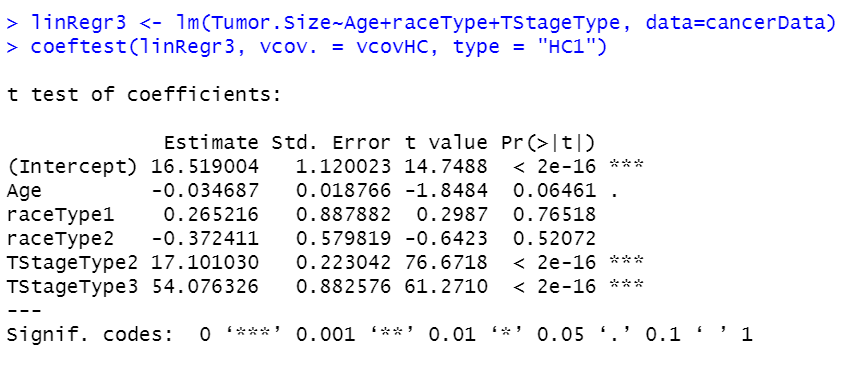 > linRegr3 <- lm(Tumor.Size~Age+raceType+TStageType, data=cancerData)
> coeftest(linRegr3, vcov. = vcovHC, type = "HC1")
t test of coefficients:
Estimate Std. Error t value Pr(>|t|)
(Intercept) 16.519004 1.120023 14.7488 < 2e-16 ***
Age -0.034687 0.018766 -1.8484 0.06461 .
raceType1 0.265216 0.887882 0.2987 0.76518
raceType2 -0.372411 0.579819 -0.6423 0.52072
TStageType2 17.101030 0.223042 76.6718 < 2e-16 ***
TStageType3 54.076326 0.882576 61.2710 < 2e-16 ***
---
Signif. codes: 0 ‘***’ 0.001 ‘**’ 0.01 ‘*’ 0.05 ‘.’ 0.1 ‘ ’ 1